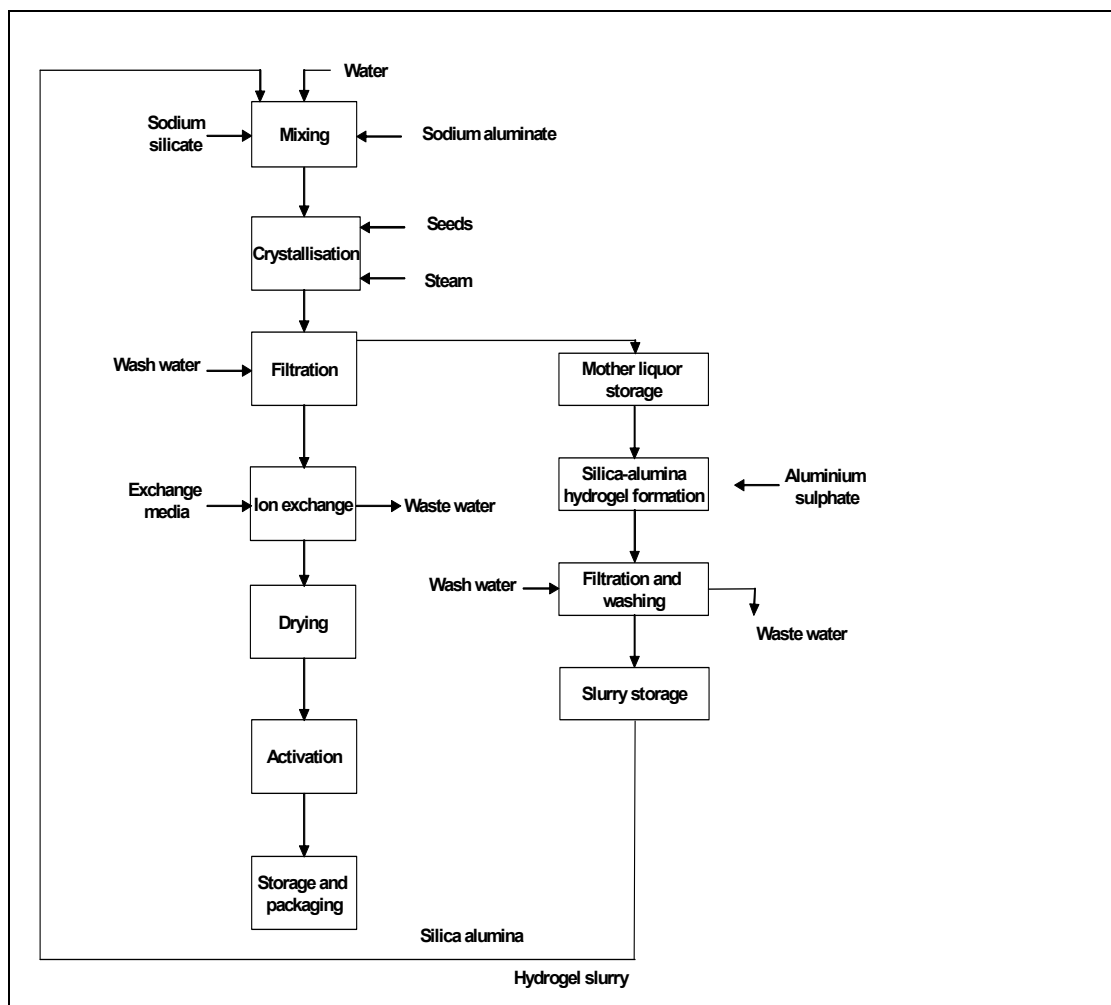 Water
Sodium
silicate
Mixing
Sodium aluminate
Seeds
Crystallisation
Steam
Wash water
Filtration
Mother liquor
storage
Exchange
media
Ion exchange
Waste water
Silica-alumina
hydrogel formation
Aluminium
sulphate
Wash water
Filtration and
washing
Waste water
Drying
Slurry storage
Activation
Storage and
packaging
Silica alumina
Hydrogel slurry